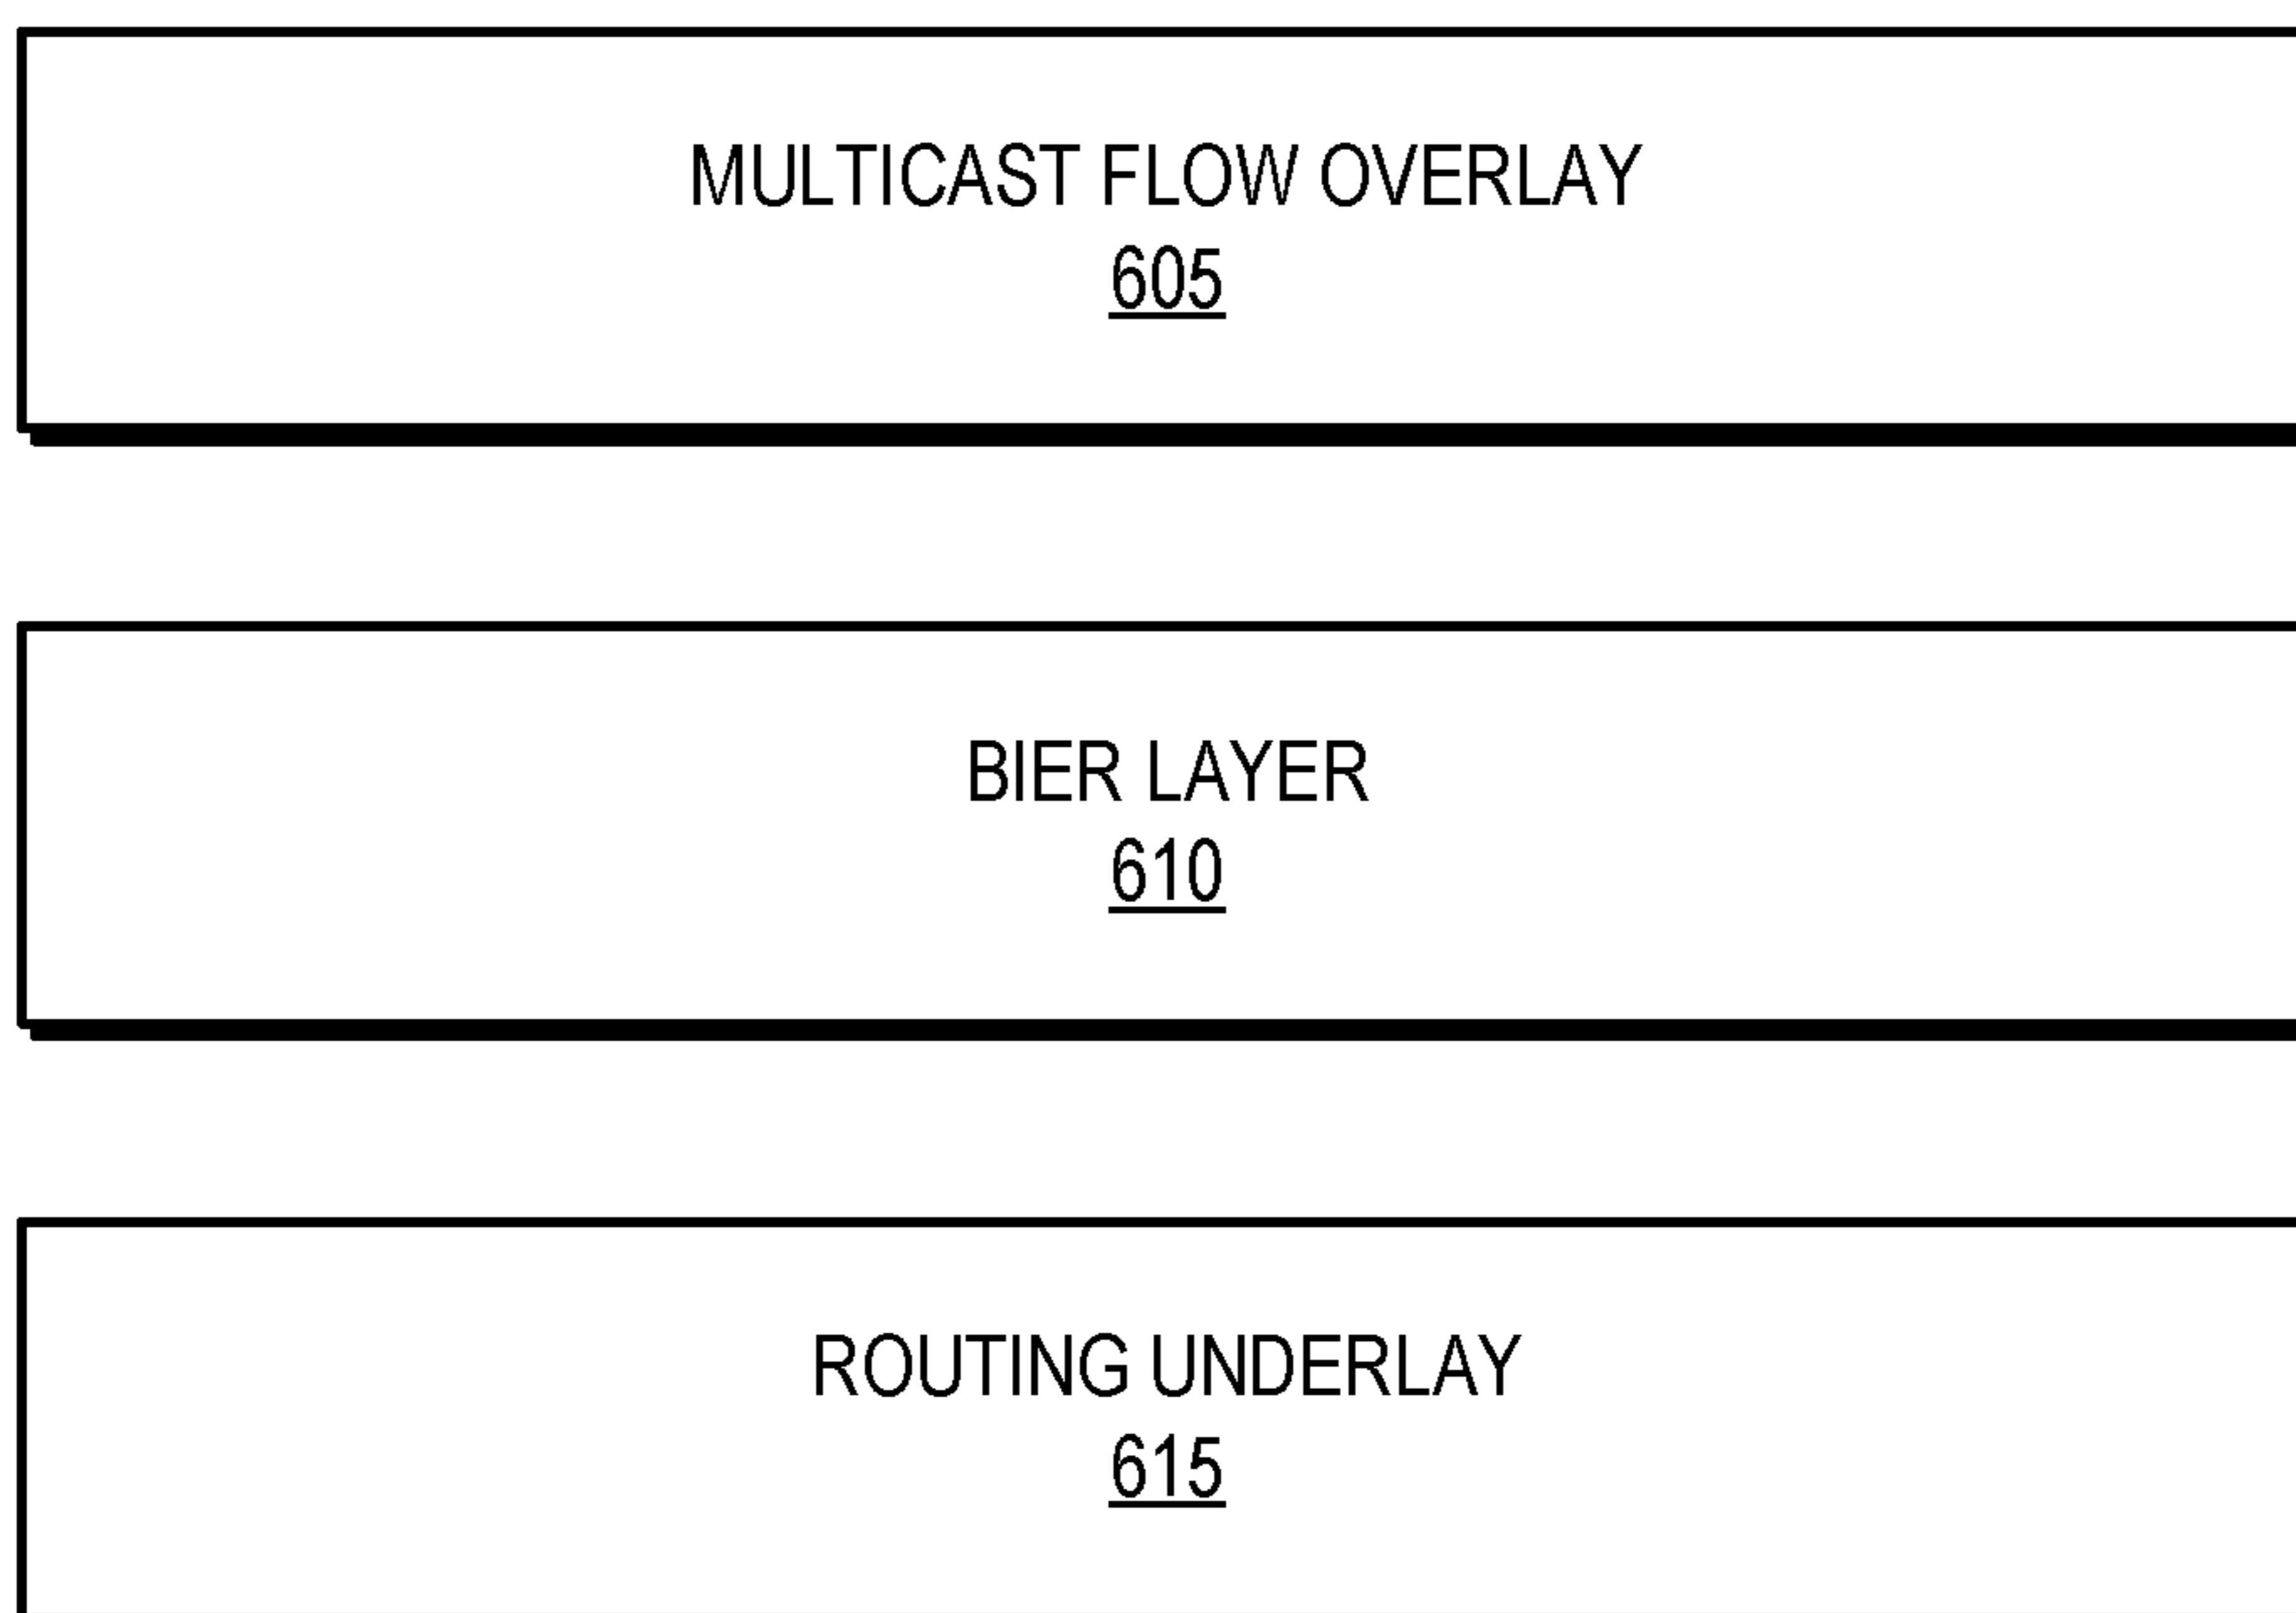 MULTICAST FLOW OVERLAY
605
BIER LAYER
610
ROUTING UNDERLAY
615